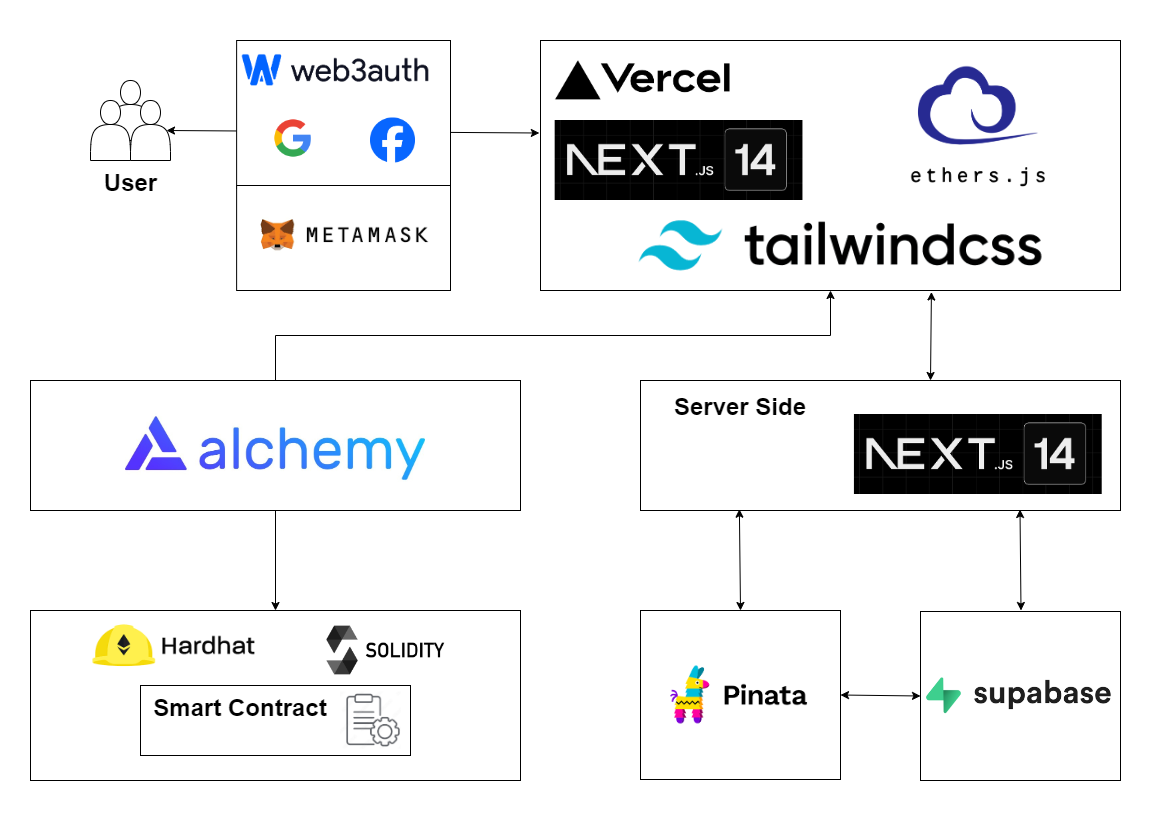 web3auth
User
METAMASK
Vercel
NEXT.JS 14
ethers.js
tailwindcss
alchemy
Server Side
NEXT.JS 14
Hardhat
SOLIDITY
Smart Contract
Pinata
supabase